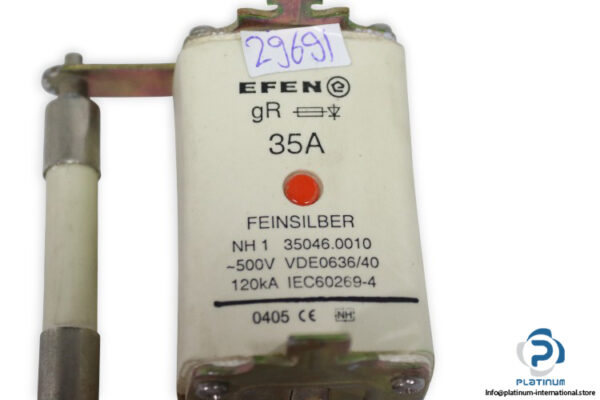 29691
EFEN e
gR
35A
FEINSILBER
NH 1 35046.0010
~500V VDE0636/40
120kA IEC60269-4
0405 CE NH
PLATINUM
Info@platinum-international.store